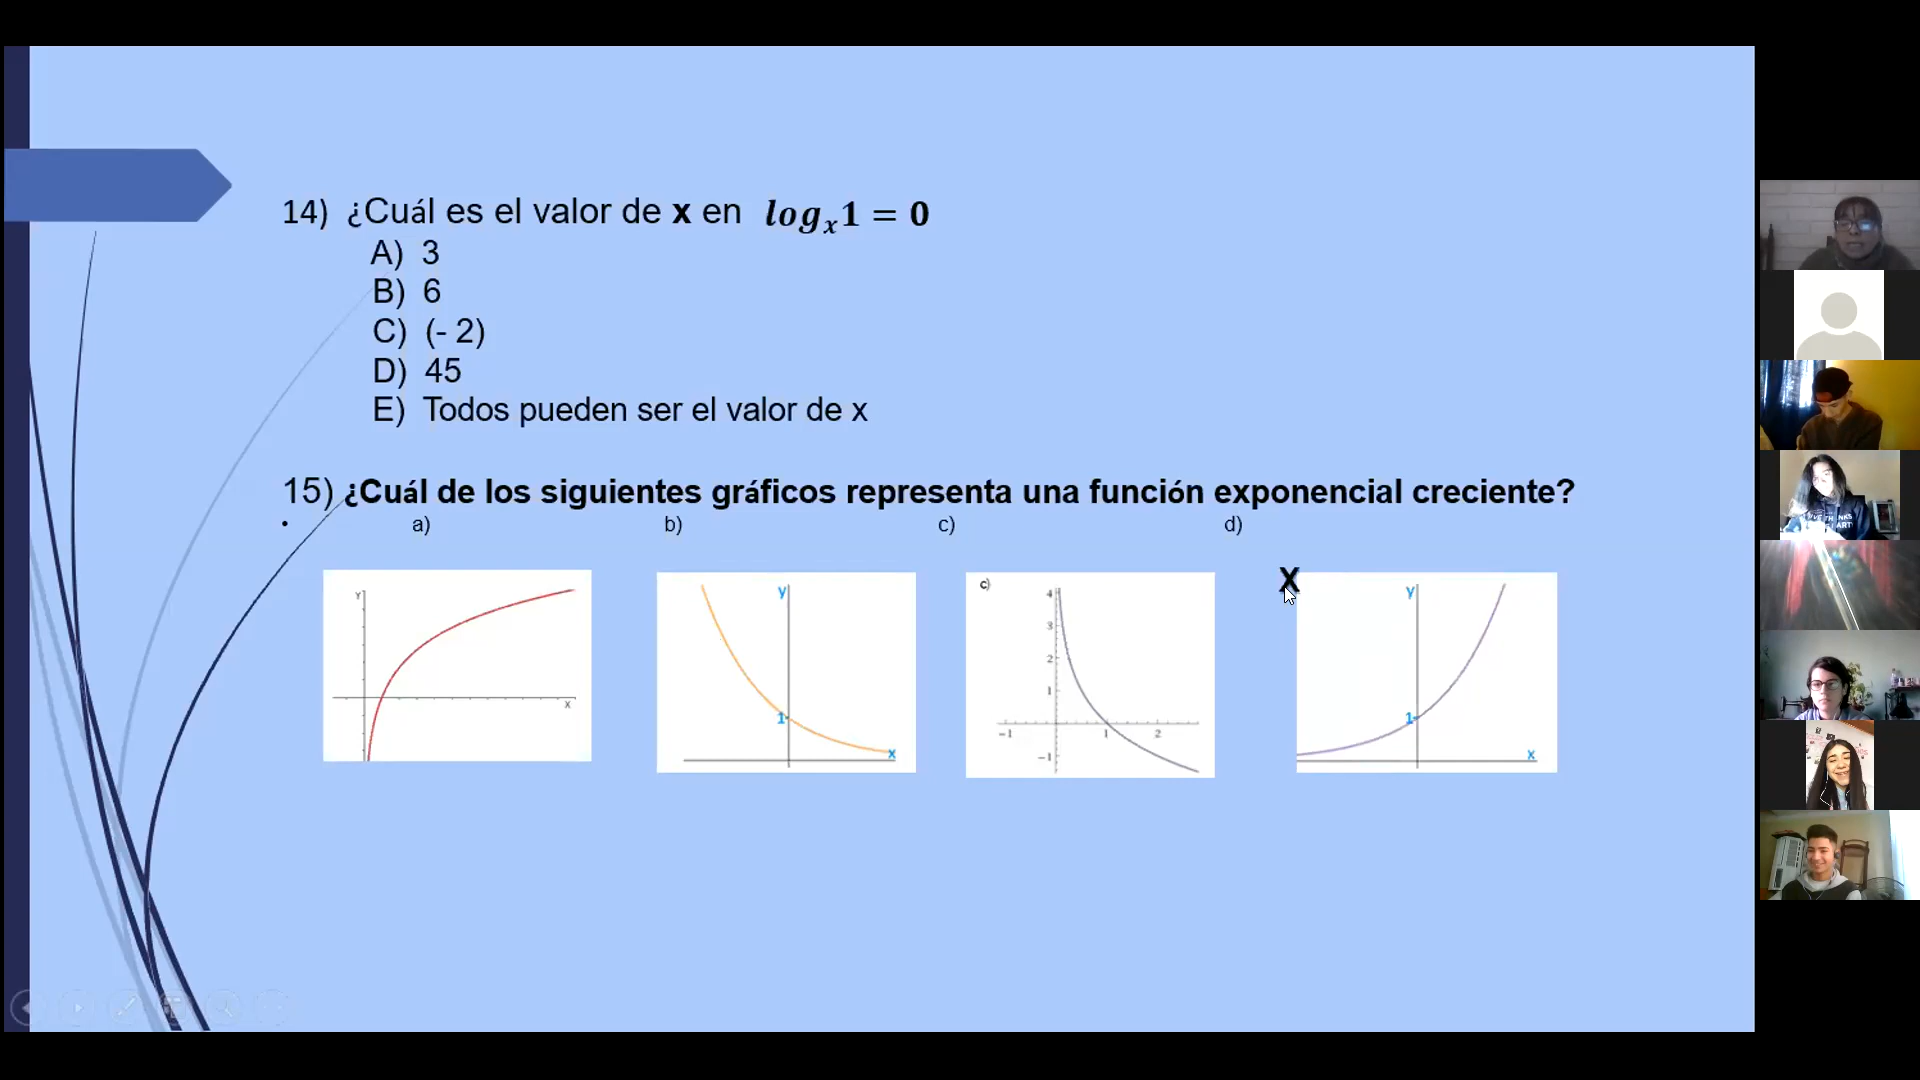 14) ¿Cuál es el valor de x en log_x 1 = 0
A) 3
B) 6
C) (- 2)
D) 45
E) Todos pueden ser el valor de x
15) ¿Cuál de los siguientes gráficos representa una función exponencial creciente?
• a) b) c) d)
X
Y
X
y
1
x
c)
4
3
2
1
-1 1 2
-1
y
1
x